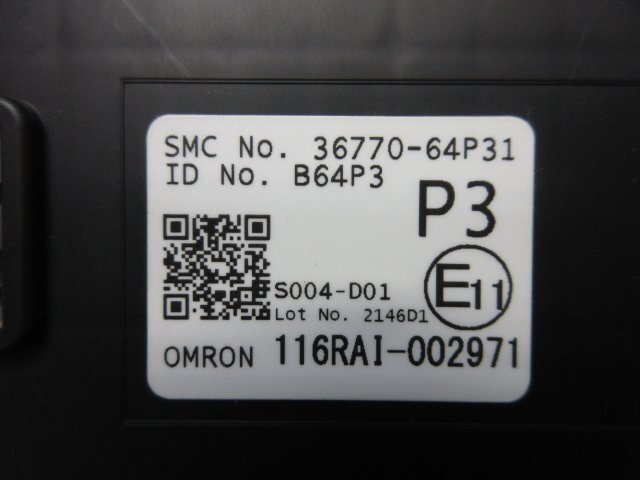 SMC No. 36770-64P31
ID No. B64P3
P3
S004-D01
E11
Lot No. 2146D1
OMRON 116RAI-002971